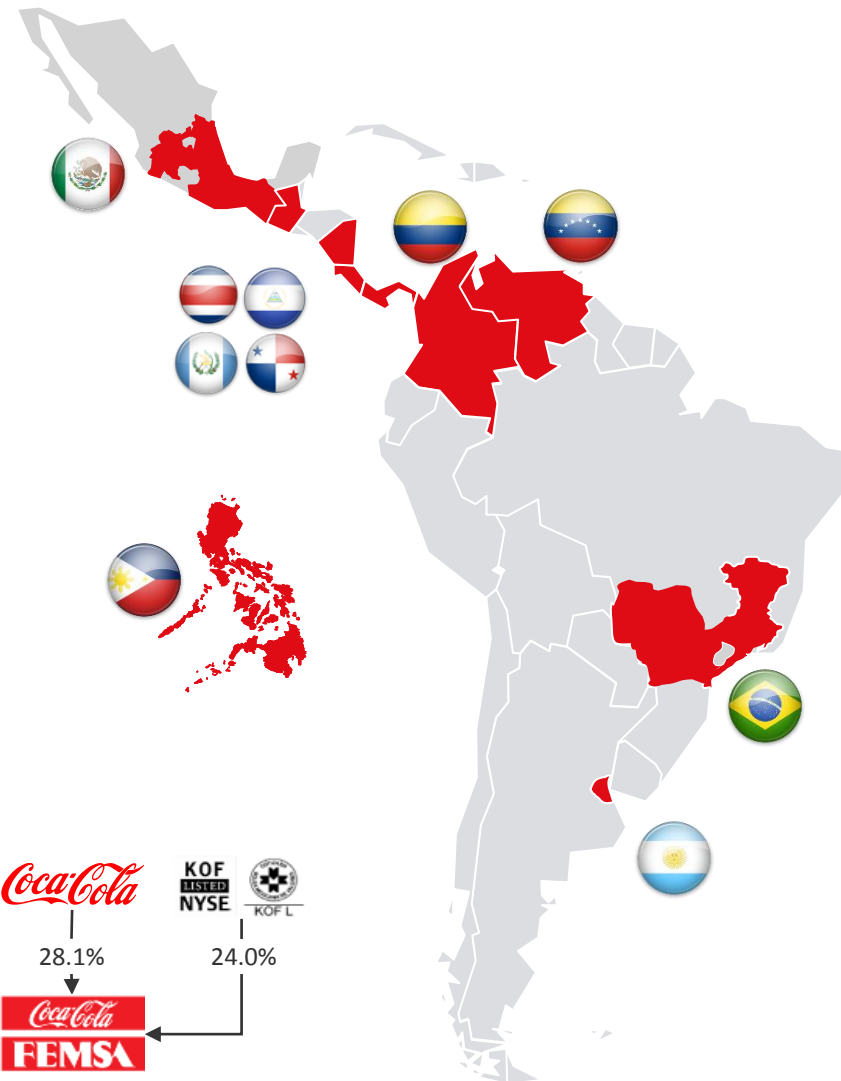 Coca-Cola
KOF
LISTED
NYSE
KOF L
28.1%
24.0%
Coca-Cola
FEMSA